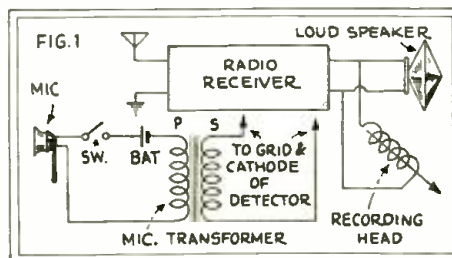 FIG.1
LOUD SPEAKER
RADIO
RECEIVER
MIC
SW.
BAT
P
S
TO GRID &
CATHODE
OF
DETECTOR
MIC. TRANSFORMER
RECORDING
HEAD